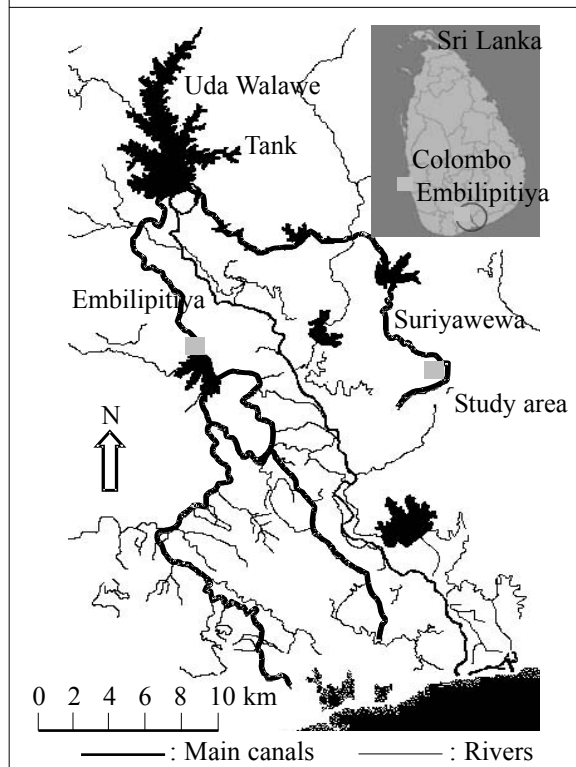 Sri Lanka
Uda Walawe
Tank
Colombo
Embilipitiya
Embilipitiya
Suriyawewa
Study area
N
0 2 4 6 8 10 km
: Main canals : Rivers